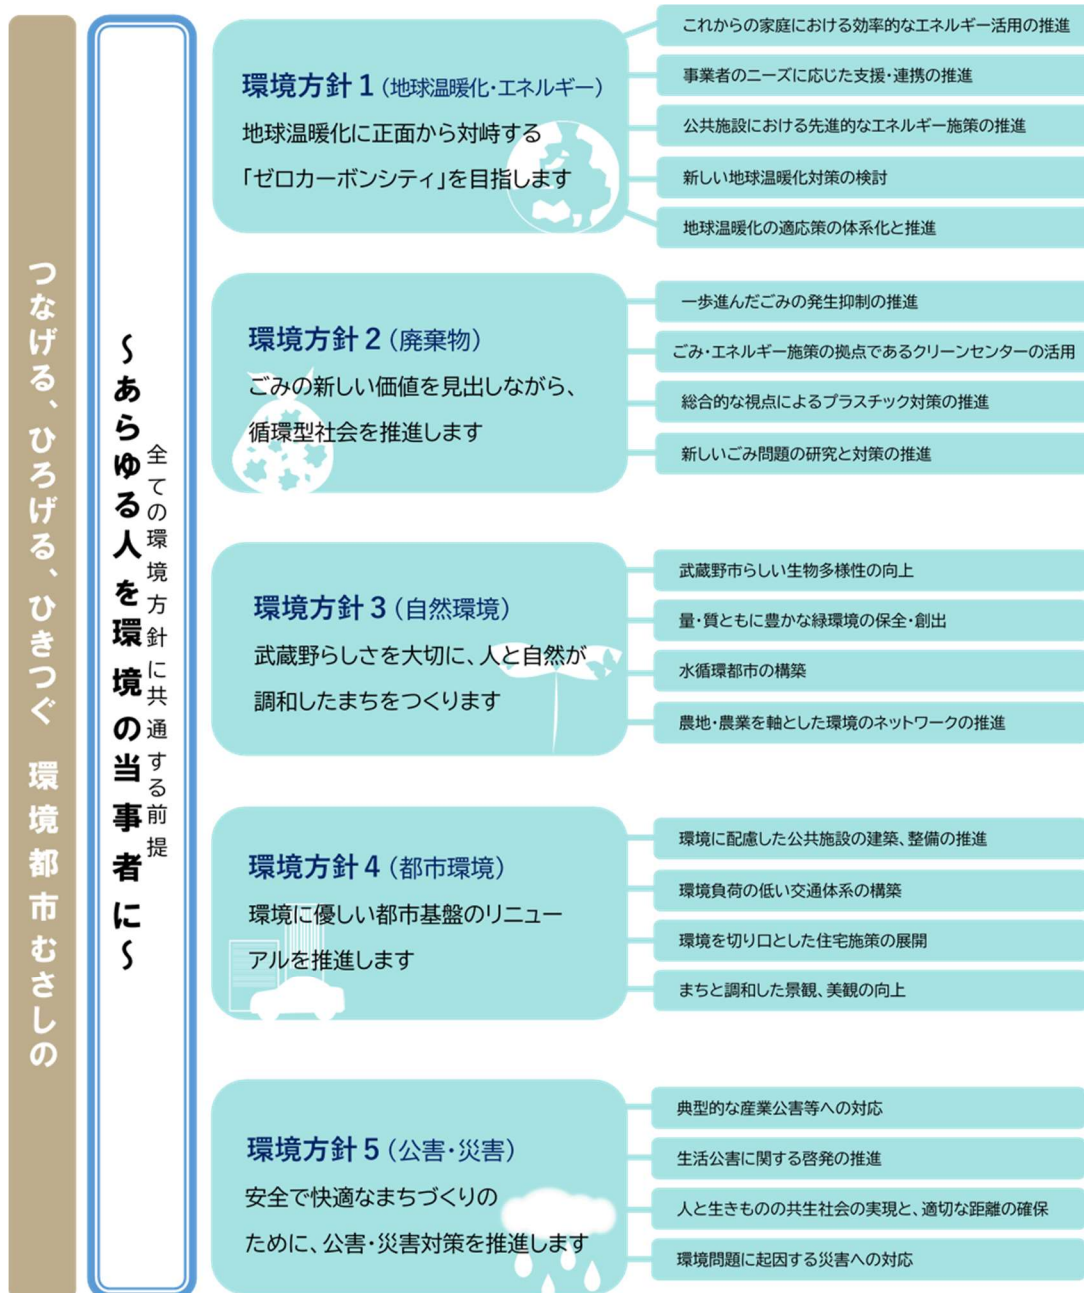 つなげる、ひろげる、ひきつぐ 環境都市むさしの
～あらゆる人を環境の当事者に～
全ての環境方針に共通する前提
環境方針1（地球温暖化・エネルギー）
地球温暖化に正面から対峙する
「ゼロカーボンシティ」を目指します
これからの家庭における効率的なエネルギー活用の推進
事業者のニーズに応じた支援・連携の推進
公共施設における先進的なエネルギー施策の推進
新しい地球温暖化対策の検討
地球温暖化の適応策の体系化と推進
環境方針2（廃棄物）
ごみの新しい価値を見出しながら、
循環型社会を推進します
一歩進んだごみの発生抑制の推進
ごみ・エネルギー施策の拠点であるクリーンセンターの活用
総合的な視点によるプラスチック対策の推進
新しいごみ問題の研究と対策の推進
環境方針3（自然環境）
武蔵野らしさを大切に、人と自然が
調和したまちをつくります
武蔵野市らしい生物多様性の向上
量・質ともに豊かな緑環境の保全・創出
水循環都市の構築
農地・農業を軸とした環境のネットワークの推進
環境方針4（都市環境）
環境に優しい都市基盤のリニュー
アルを推進します
環境に配慮した公共施設の建築、整備の推進
環境負荷の低い交通体系の構築
環境を切り口とした住宅施策の展開
まちと調和した景観、美観の向上
環境方針5（公害・災害）
安全で快適なまちづくりの
ために、公害・災害対策を推進します
典型的な産業公害等への対応
生活公害に関する啓発の推進
人と生きものの共生社会の実現と、適切な距離の確保
環境問題に起因する災害への対応